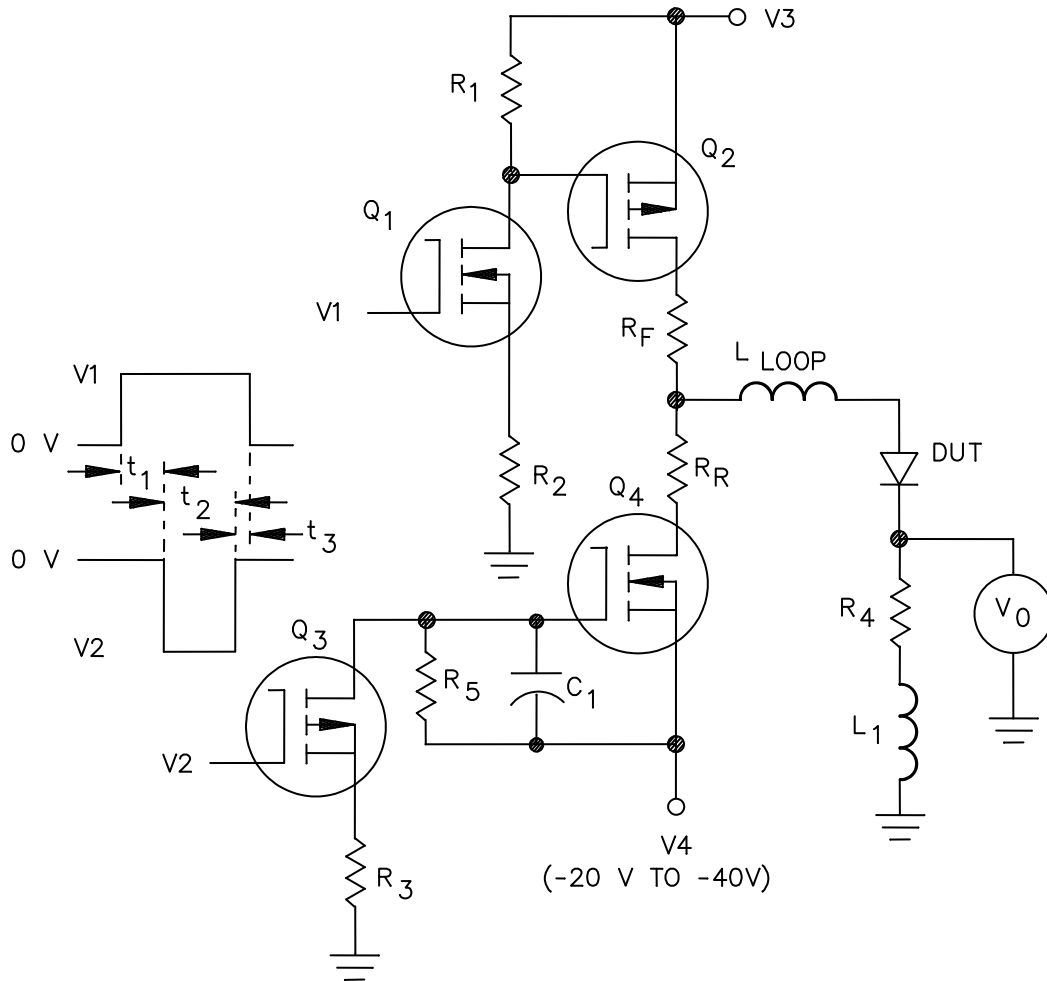 V3
R1
Q2
Q1
V1
RF
L LOOP
V1
0 V
t1
t2
t3
0 V
V2
R2
RR
Q4
DUT
R4
V0
L1
Q3
R5
C1
V2
V4
(-20 V TO -40V)
R3